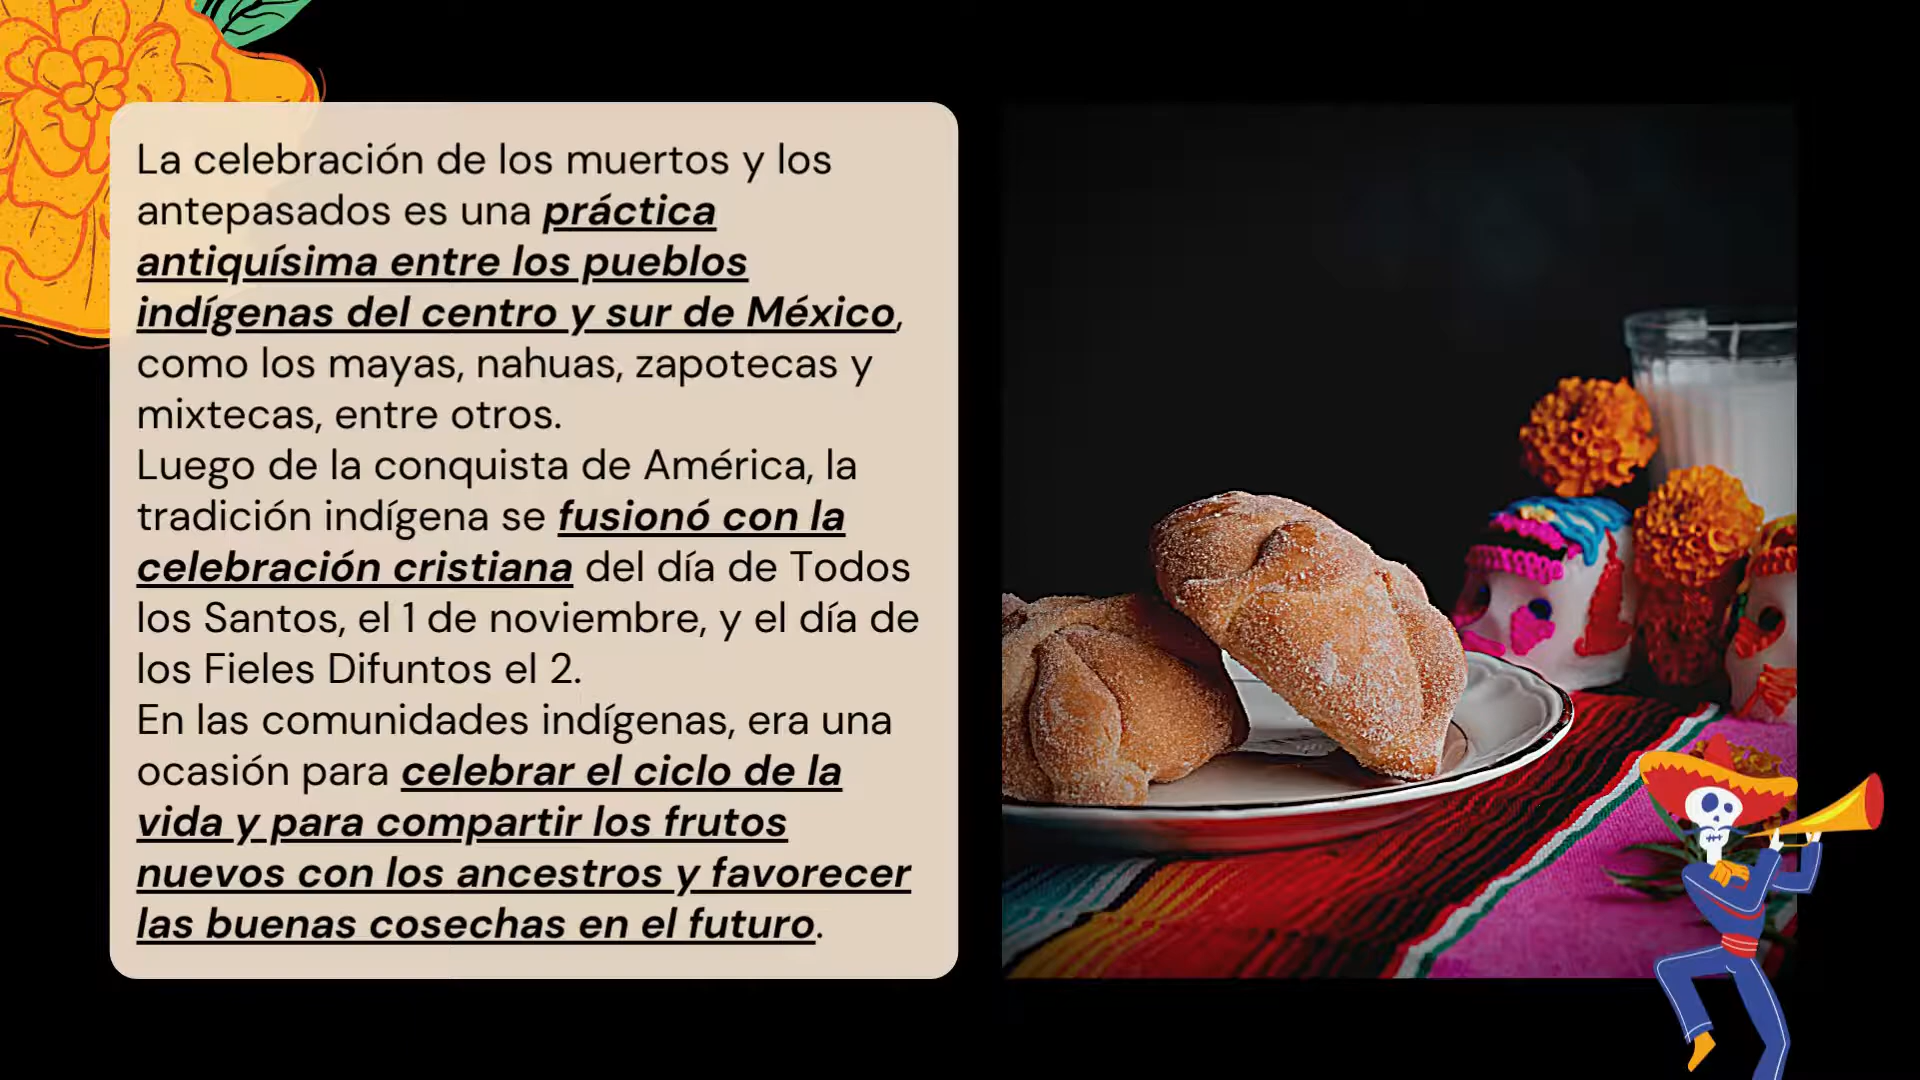 La celebración de los muertos y los
antepasados es una práctica
antiquísima entre los pueblos
indígenas del centro y sur de México,
como los mayas, nahuas, zapotecas y
mixtecas, entre otros.
Luego de la conquista de América, la
tradición indígena se fusionó con la
celebración cristiana del día de Todos
los Santos, el 1 de noviembre, y el día de
los Fieles Difuntos el 2.
En las comunidades indígenas, era una
ocasión para celebrar el ciclo de la
vida y para compartir los frutos
nuevos con los ancestros y favorecer
las buenas cosechas en el futuro.